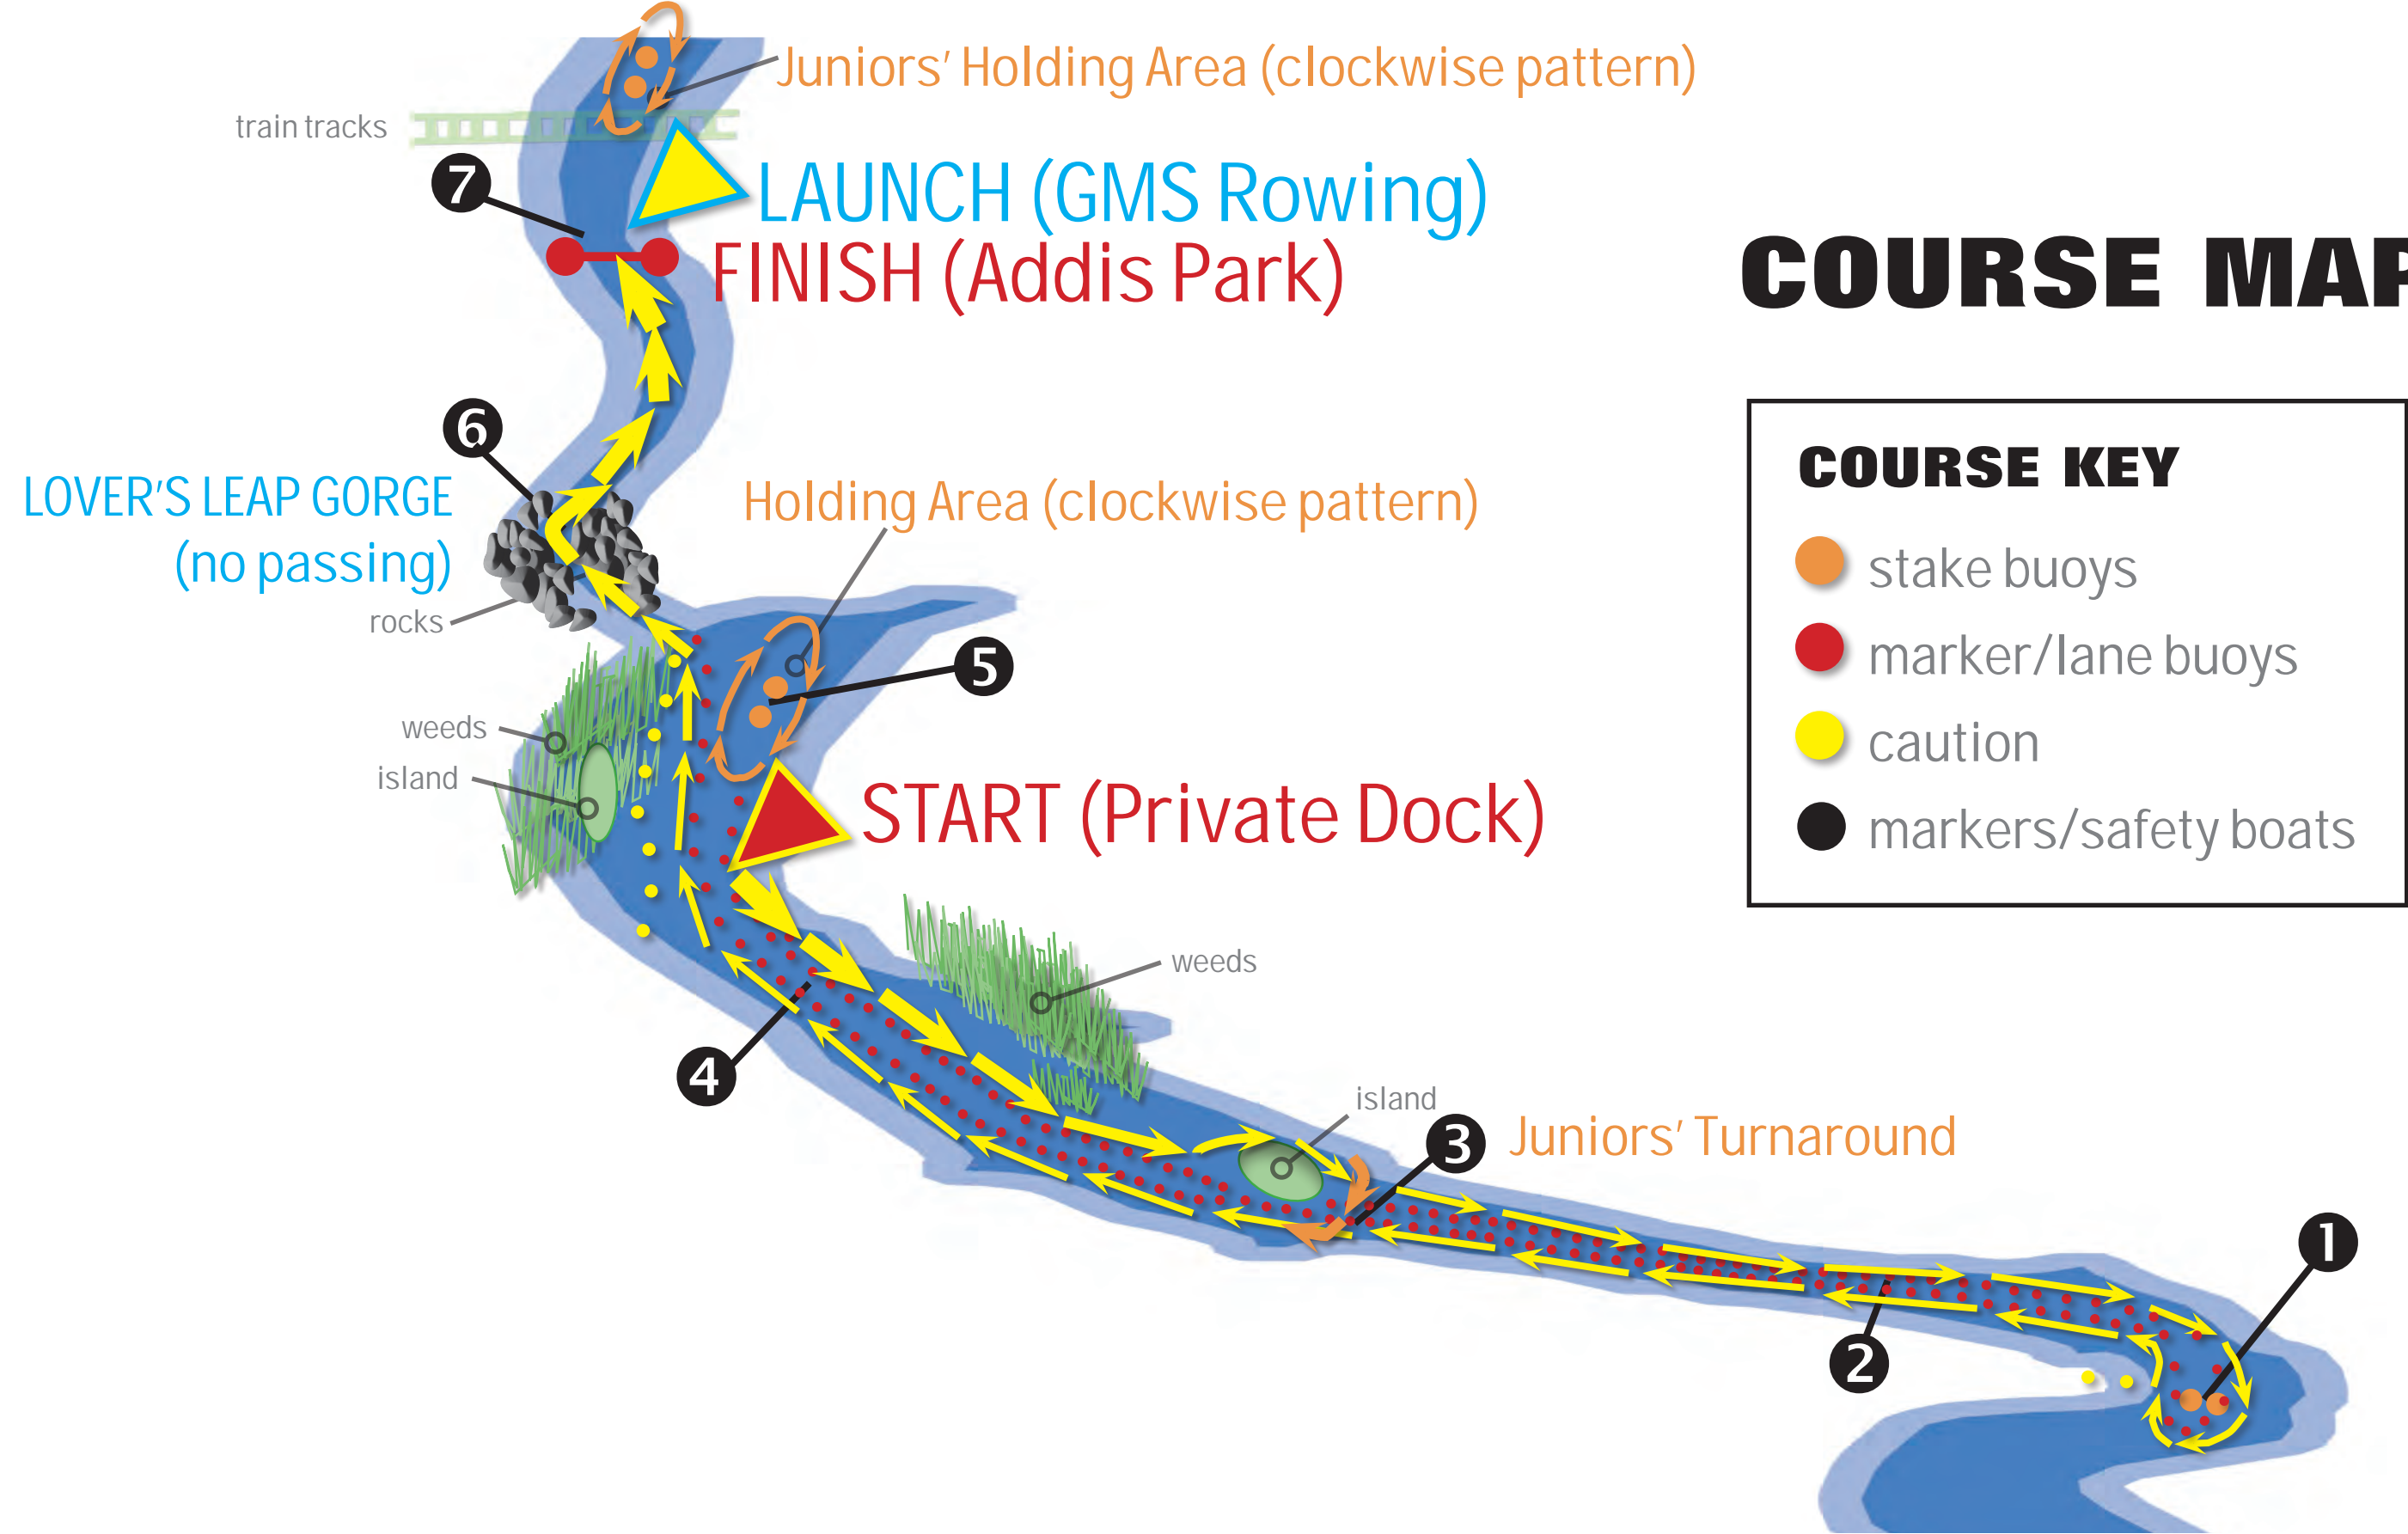 Juniors' Holding Area (clockwise pattern)
train tracks
7
LAUNCH (GMS Rowing)
FINISH (Addis Park)
COURSE MAP
6
LOVER'S LEAP GORGE
(no passing)
rocks
Holding Area (clockwise pattern)
5
weeds
island
START (Private Dock)
COURSE KEY
stake buoys
marker/lane buoys
caution
markers/safety boats
weeds
4
island
3
Juniors' Turnaround
2
1